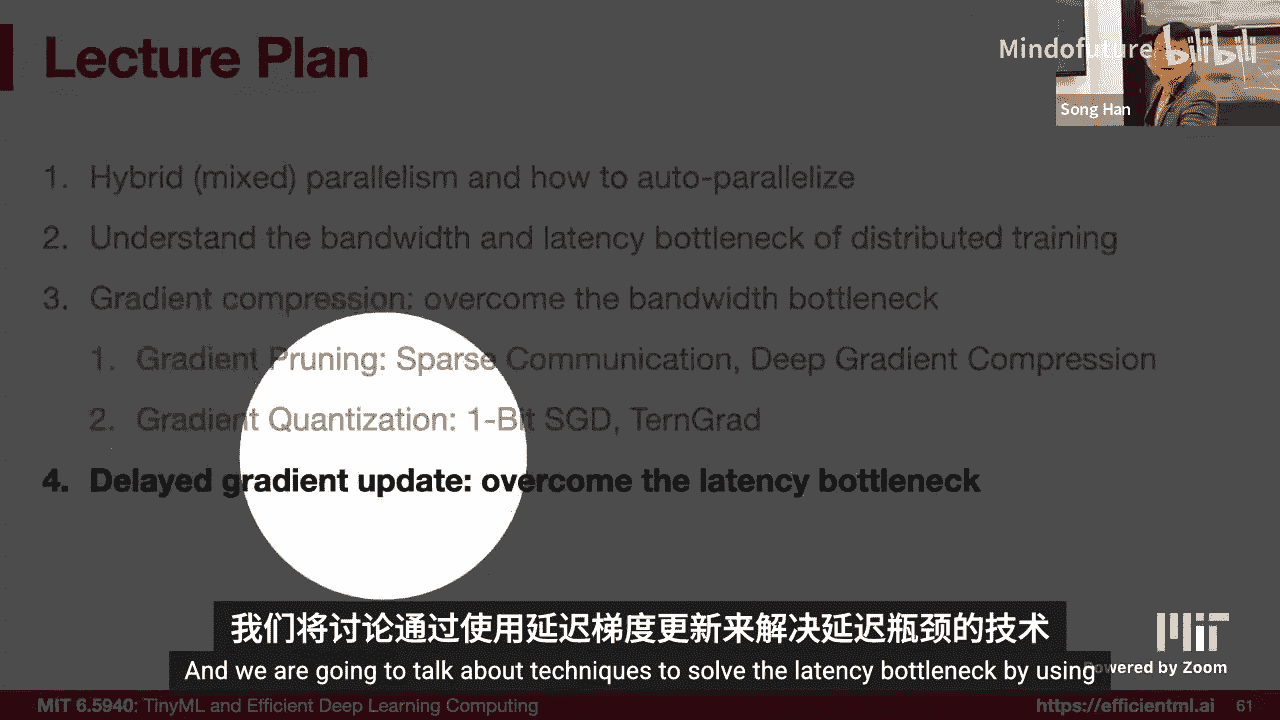 Lecture Plan
Mindofuture bilibili
Song Han
1. Hybrid (mixed) parallelism and how to auto-parallelize
2. Understand the bandwidth and latency bottleneck of distributed training
3. Gradient compression: overcome the bandwidth bottleneck
1. Gradient Pruning: Sparse Communication, Deep Gradient Compression
2. Gradient Quantization: 1-Bit SGD, TernGrad
4. Delayed gradient update: overcome the latency bottleneck
我们将讨论通过使用延迟梯度更新来解决延迟瓶颈的技术
And we are going to talk about techniques to solve the latency bottleneck by using
MIT
Powered by Zoom
MIT 6.5940: TinyML and Efficient Deep Learning Computing
https://efficientml.ai
61